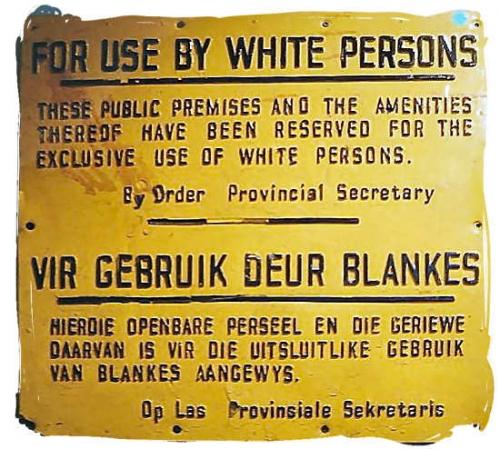 FOR USE BY WHITE PERSONS
THESE PUBLIC PREMISES AND THE AMENITIES
THEREOF HAVE BEEN RESERVED FOR THE
EXCLUSIVE USE OF WHITE PERSONS.
By Order Provincial Secretary
VIR GEBRUIK DEUR BLANKES
HIERDIE OPENBARE PERSEEL EN DIE GERIEWE
DAARVAN IS VIR DIE UITSLUITLIKE GEBRUIK
VAN BLANKES AANGEWYS.
Op Las Provinsiale Sekretaris